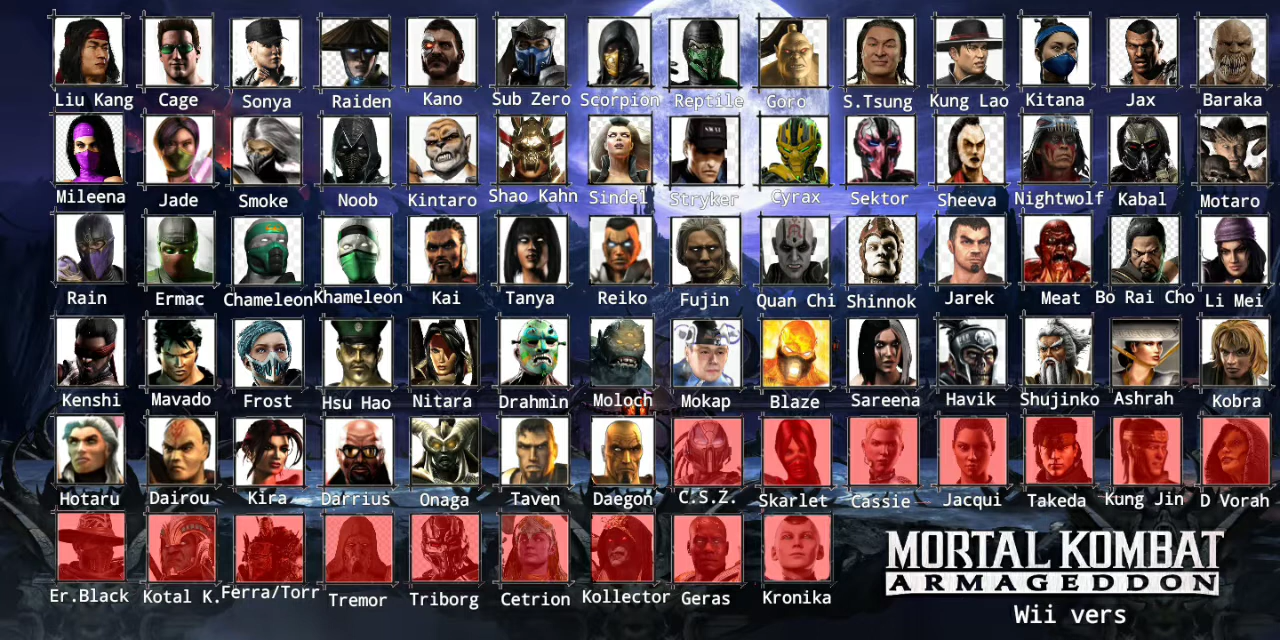 Liu Kang Cage Sonya Raiden Kano Sub Zero Scorpion Reptile Goro S.Tsung Kung Lao Kitana Jax Baraka
SWAT
Mileena Jade Smoke Noob Kintaro Shao Kahn Sindel Stryker Cyrax Sektor Sheeva Nightwolf Kabal Motaro
Rain Ermac Chameleon Khameleon Kai Tanya Reiko Fujin Quan Chi Shinnok Jarek Meat Bo Rai Cho Li Mei
Kenshi Mavado Frost Hsu Hao Nitara Drahmin Moloch Mokap Blaze Sareena Havik Shujinko Ashrah Kobra
Hotaru Dairou Kira Darrius Onaga Taven Daegon C.S.Z. Skarlet Cassie Jacqui Takeda Kung Jin D Vorah
Er.Black Kotal K. Ferra/Torr Tremor Triborg Cetrion Kollector Geras Kronika
MORTAL KOMBAT
ARMAGEDDON
Wii vers